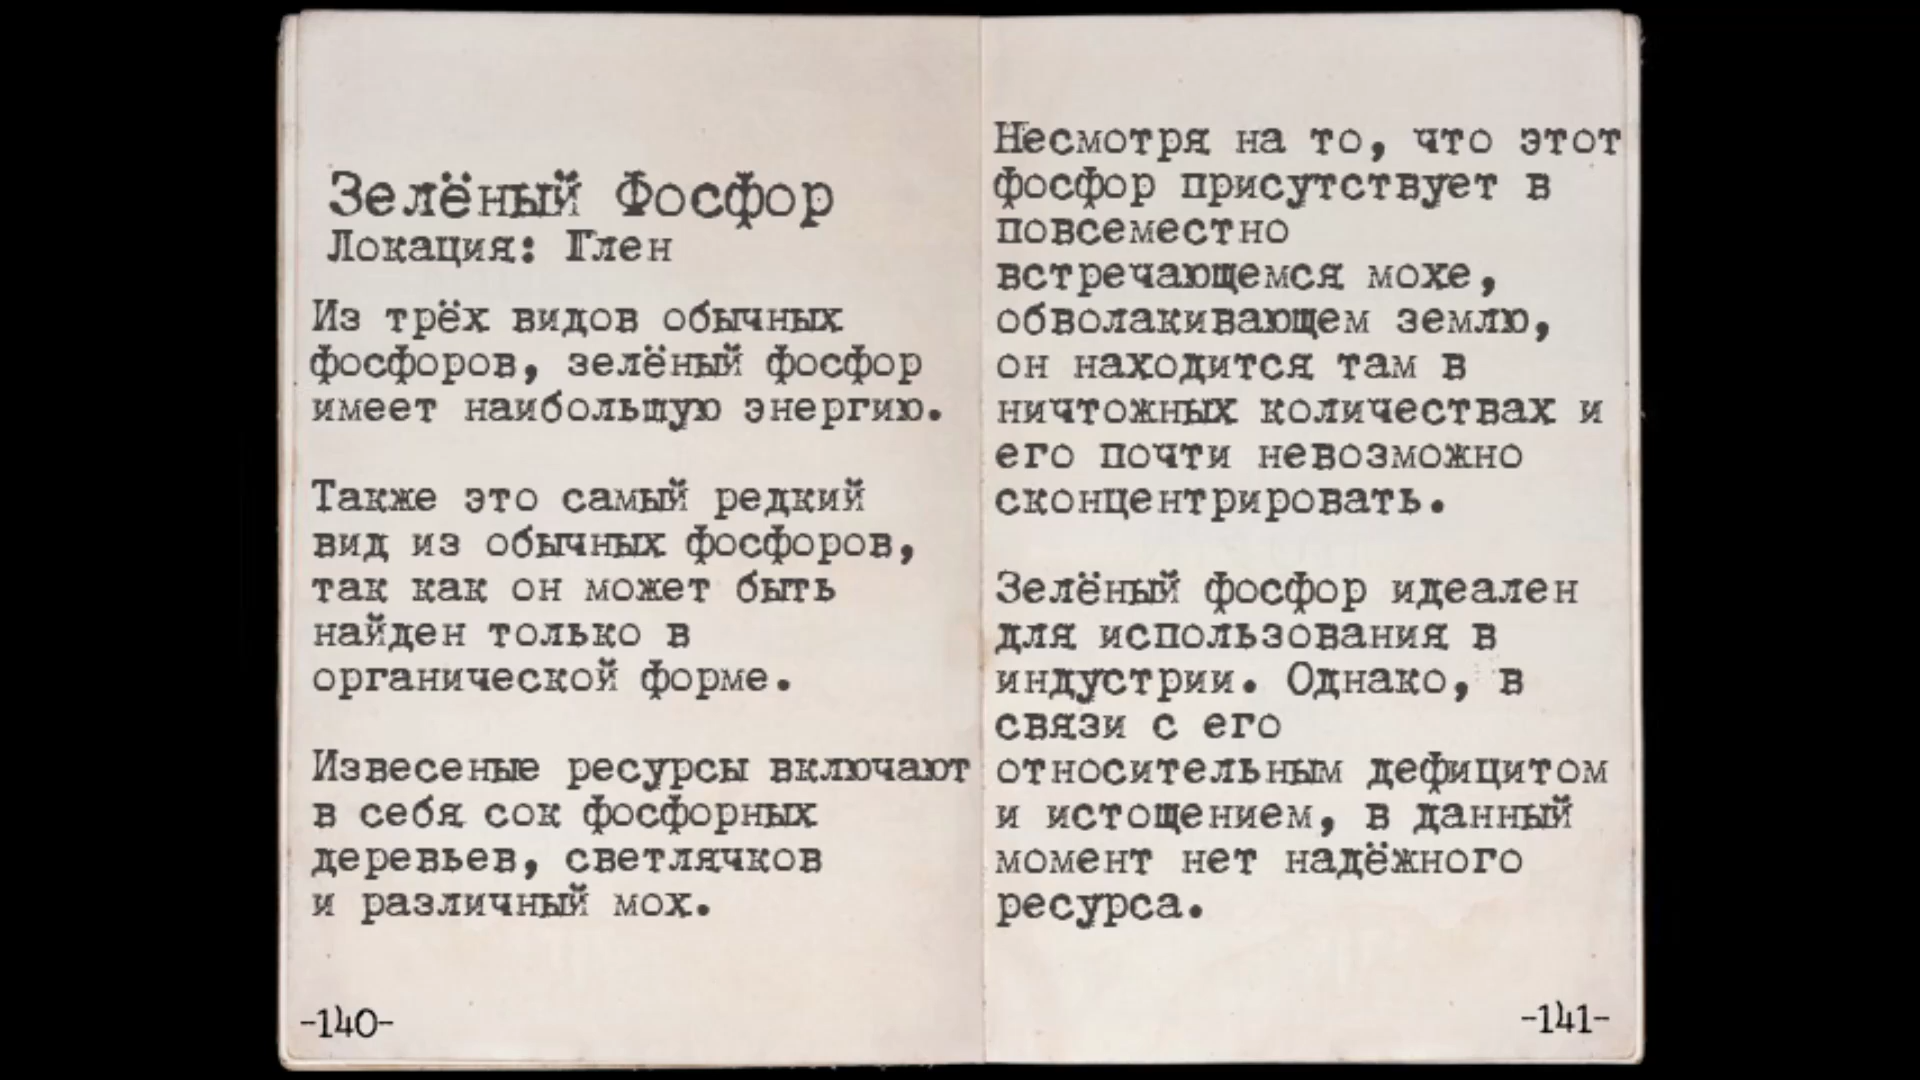 Зелёный Фосфор
Локация: Глен
Из трёх видов обычных
фосфоров, зелёный фосфор
имеет наибольшую энергию.
Также это самый редкий
вид из обычных фосфоров,
так как он может быть
найден только в
органической форме.
Извесеные ресурсы включают
в себя сок фосфорных
деревьев, светлячков
и различный мох.
-140-
Несмотря на то, что этот
фосфор присутствует в
повсеместно
встречающемся мохе,
обволакивающем землю,
он находится там в
ничтожных количествах и
его почти невозможно
сконцентрировать.
Зелёный фосфор идеален
для использования в
индустрии. Однако, в
связи с его
относительным дефицитом
и истощением, в данный
момент нет надёжного
ресурса.
-141-